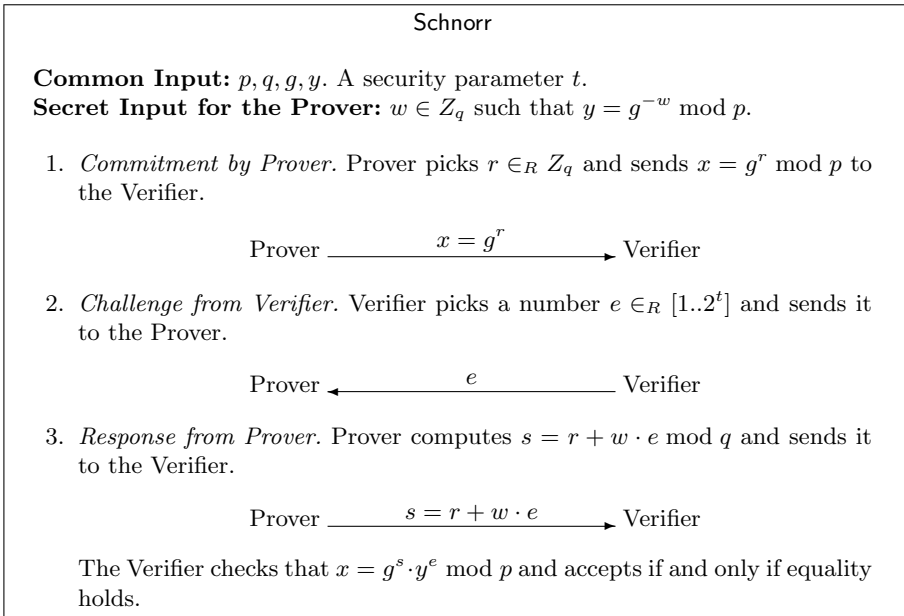 Schnorr
Common Input: p, q, g, y. A security parameter t.
Secret Input for the Prover: w ∈ Z_q such that y = g^{-w} mod p.
1. Commitment by Prover. Prover picks r ∈_R Z_q and sends x = g^r mod p to
the Verifier.
Prover x = g^r Verifier
2. Challenge from Verifier. Verifier picks a number e ∈_R [1..2^t] and sends it
to the Prover.
Prover e Verifier
3. Response from Prover. Prover computes s = r + w · e mod q and sends it
to the Verifier.
Prover s = r + w · e Verifier
The Verifier checks that x = g^s · y^e mod p and accepts if and only if equality
holds.